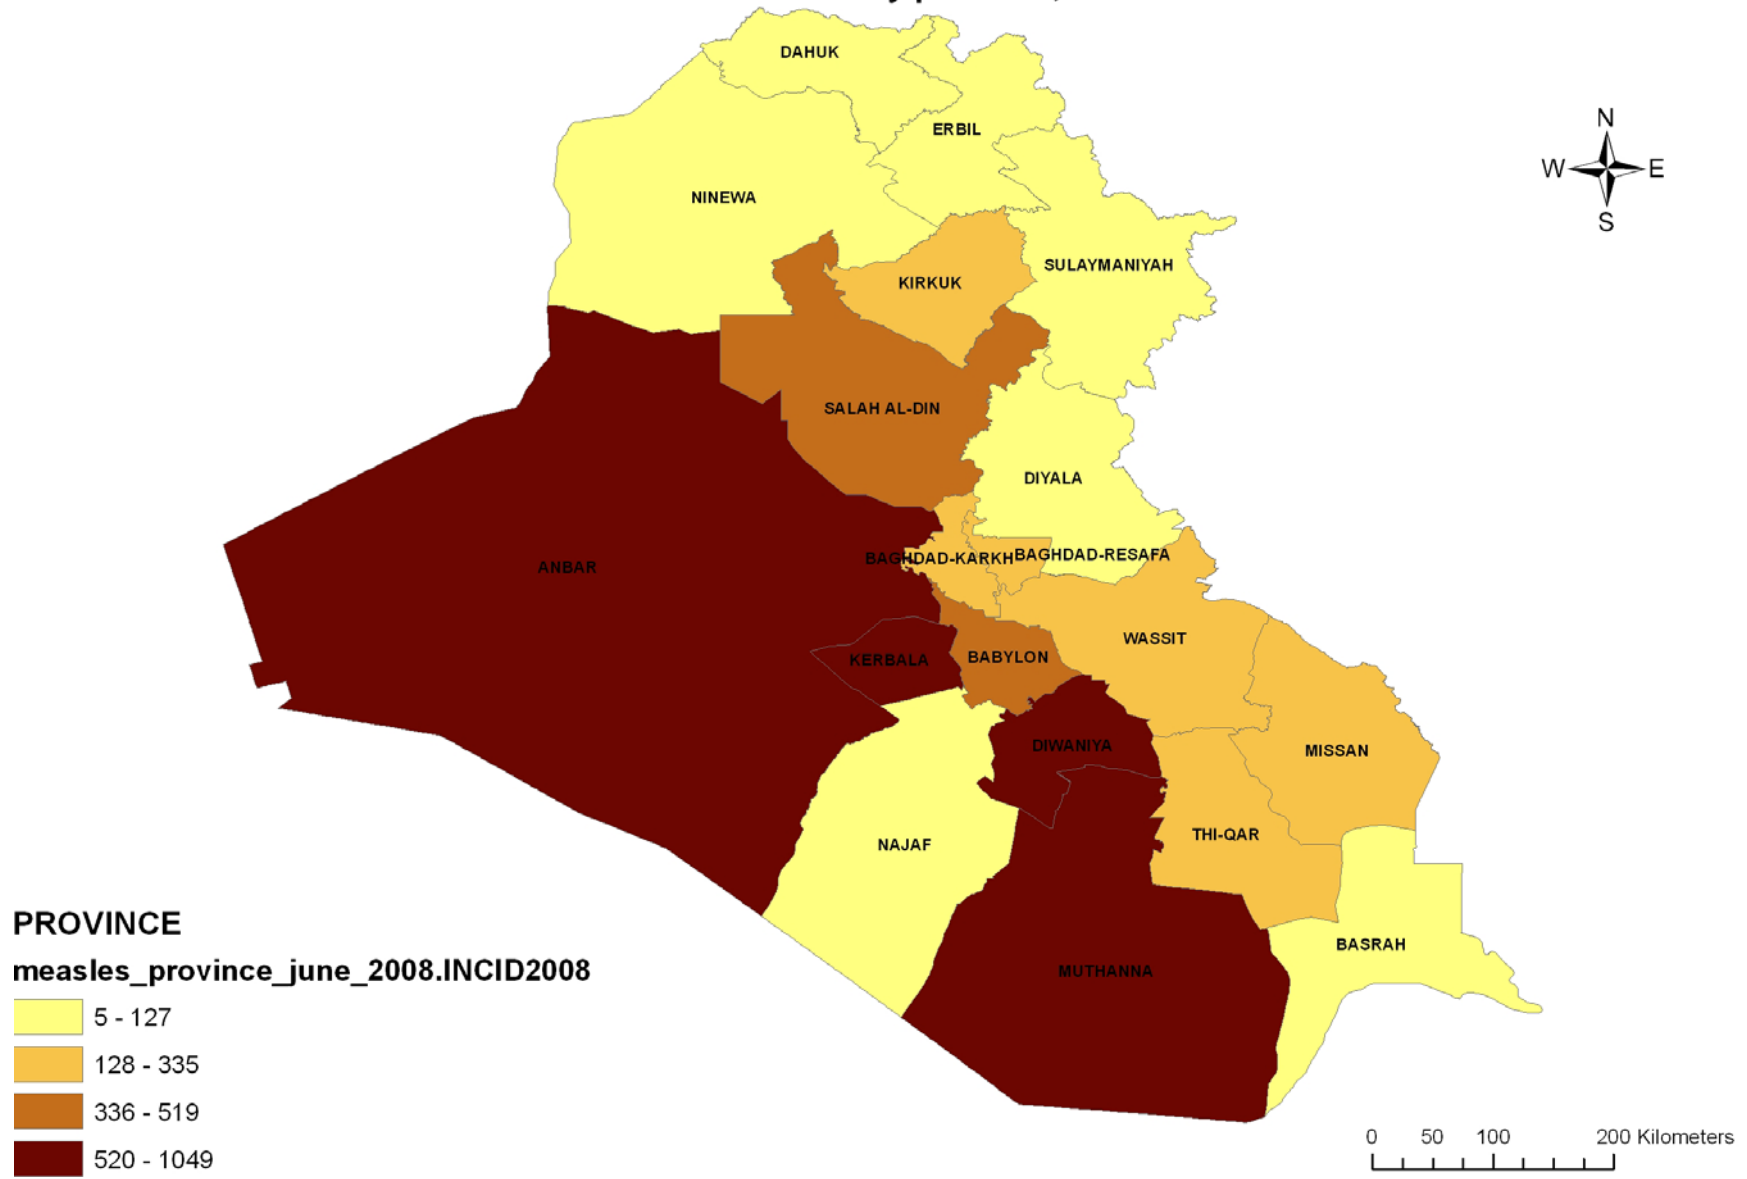 DAHUK
ERBIL
N
W E
S
NINEWA
SULAYMANIYAH
KIRKUK
SALAH AL-DIN
DIYALA
BAGHDAD-KARKH
BAGHDAD-RESAFA
ANBAR
WASSIT
BABYLON
KERBALA
DIWANIYA
MISSAN
THI-QAR
NAJAF
BASRAH
MUTHANNA
PROVINCE
measles_province_june_2008.INCID2008
5 - 127
128 - 335
336 - 519
520 - 1049
0 50 100 200 Kilometers